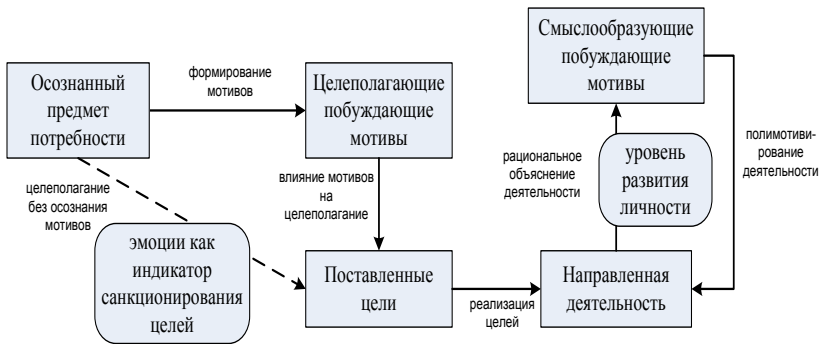 Осознанный
предмет
потребности
формирование
мотивов
Целеполагающие
побуждающие
мотивы
Смыслообразующие
побуждающие
мотивы
целеполагание
без осознания
мотивов
эмоции как
индикатор
санкционирования
целей
влияние мотивов
на
целеполагание
Поставленные
цели
реализация
целей
Направленная
деятельность
рациональное
объяснение
деятельности
уровень
развития
личности
полимотиви-
рование
деятельности